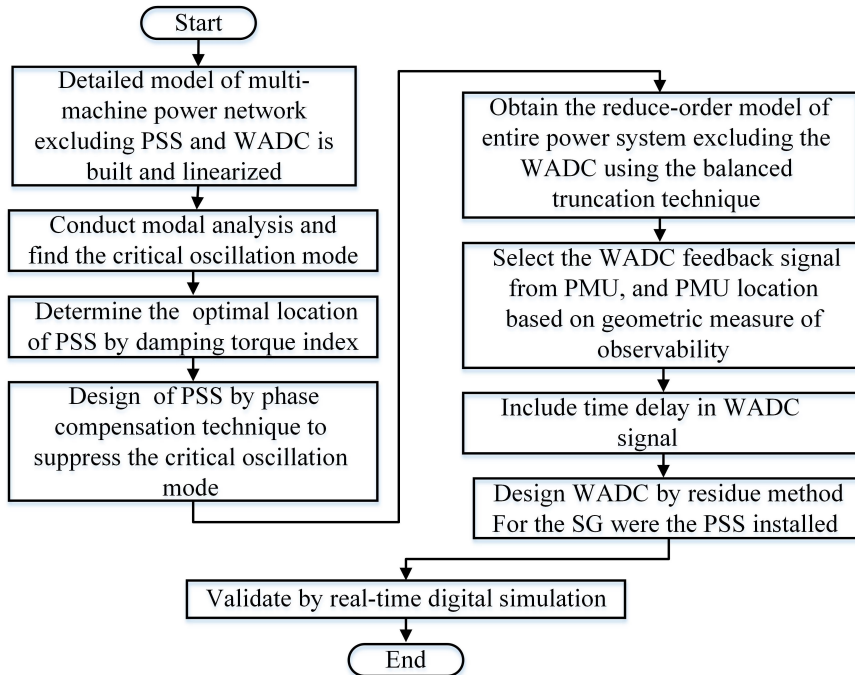 Start
Detailed model of multi-
machine power network
excluding PSS and WADC is
built and linearized
Conduct modal analysis and
find the critical oscillation mode
Determine the optimal location
of PSS by damping torque index
Design of PSS by phase
compensation technique to
suppress the critical oscillation
mode
Obtain the reduce-order model of
entire power system excluding the
WADC using the balanced
truncation technique
Select the WADC feedback signal
from PMU, and PMU location
based on geometric measure of
observability
Include time delay in WADC
signal
Design WADC by residue method
For the SG were the PSS installed
Validate by real-time digital simulation
End